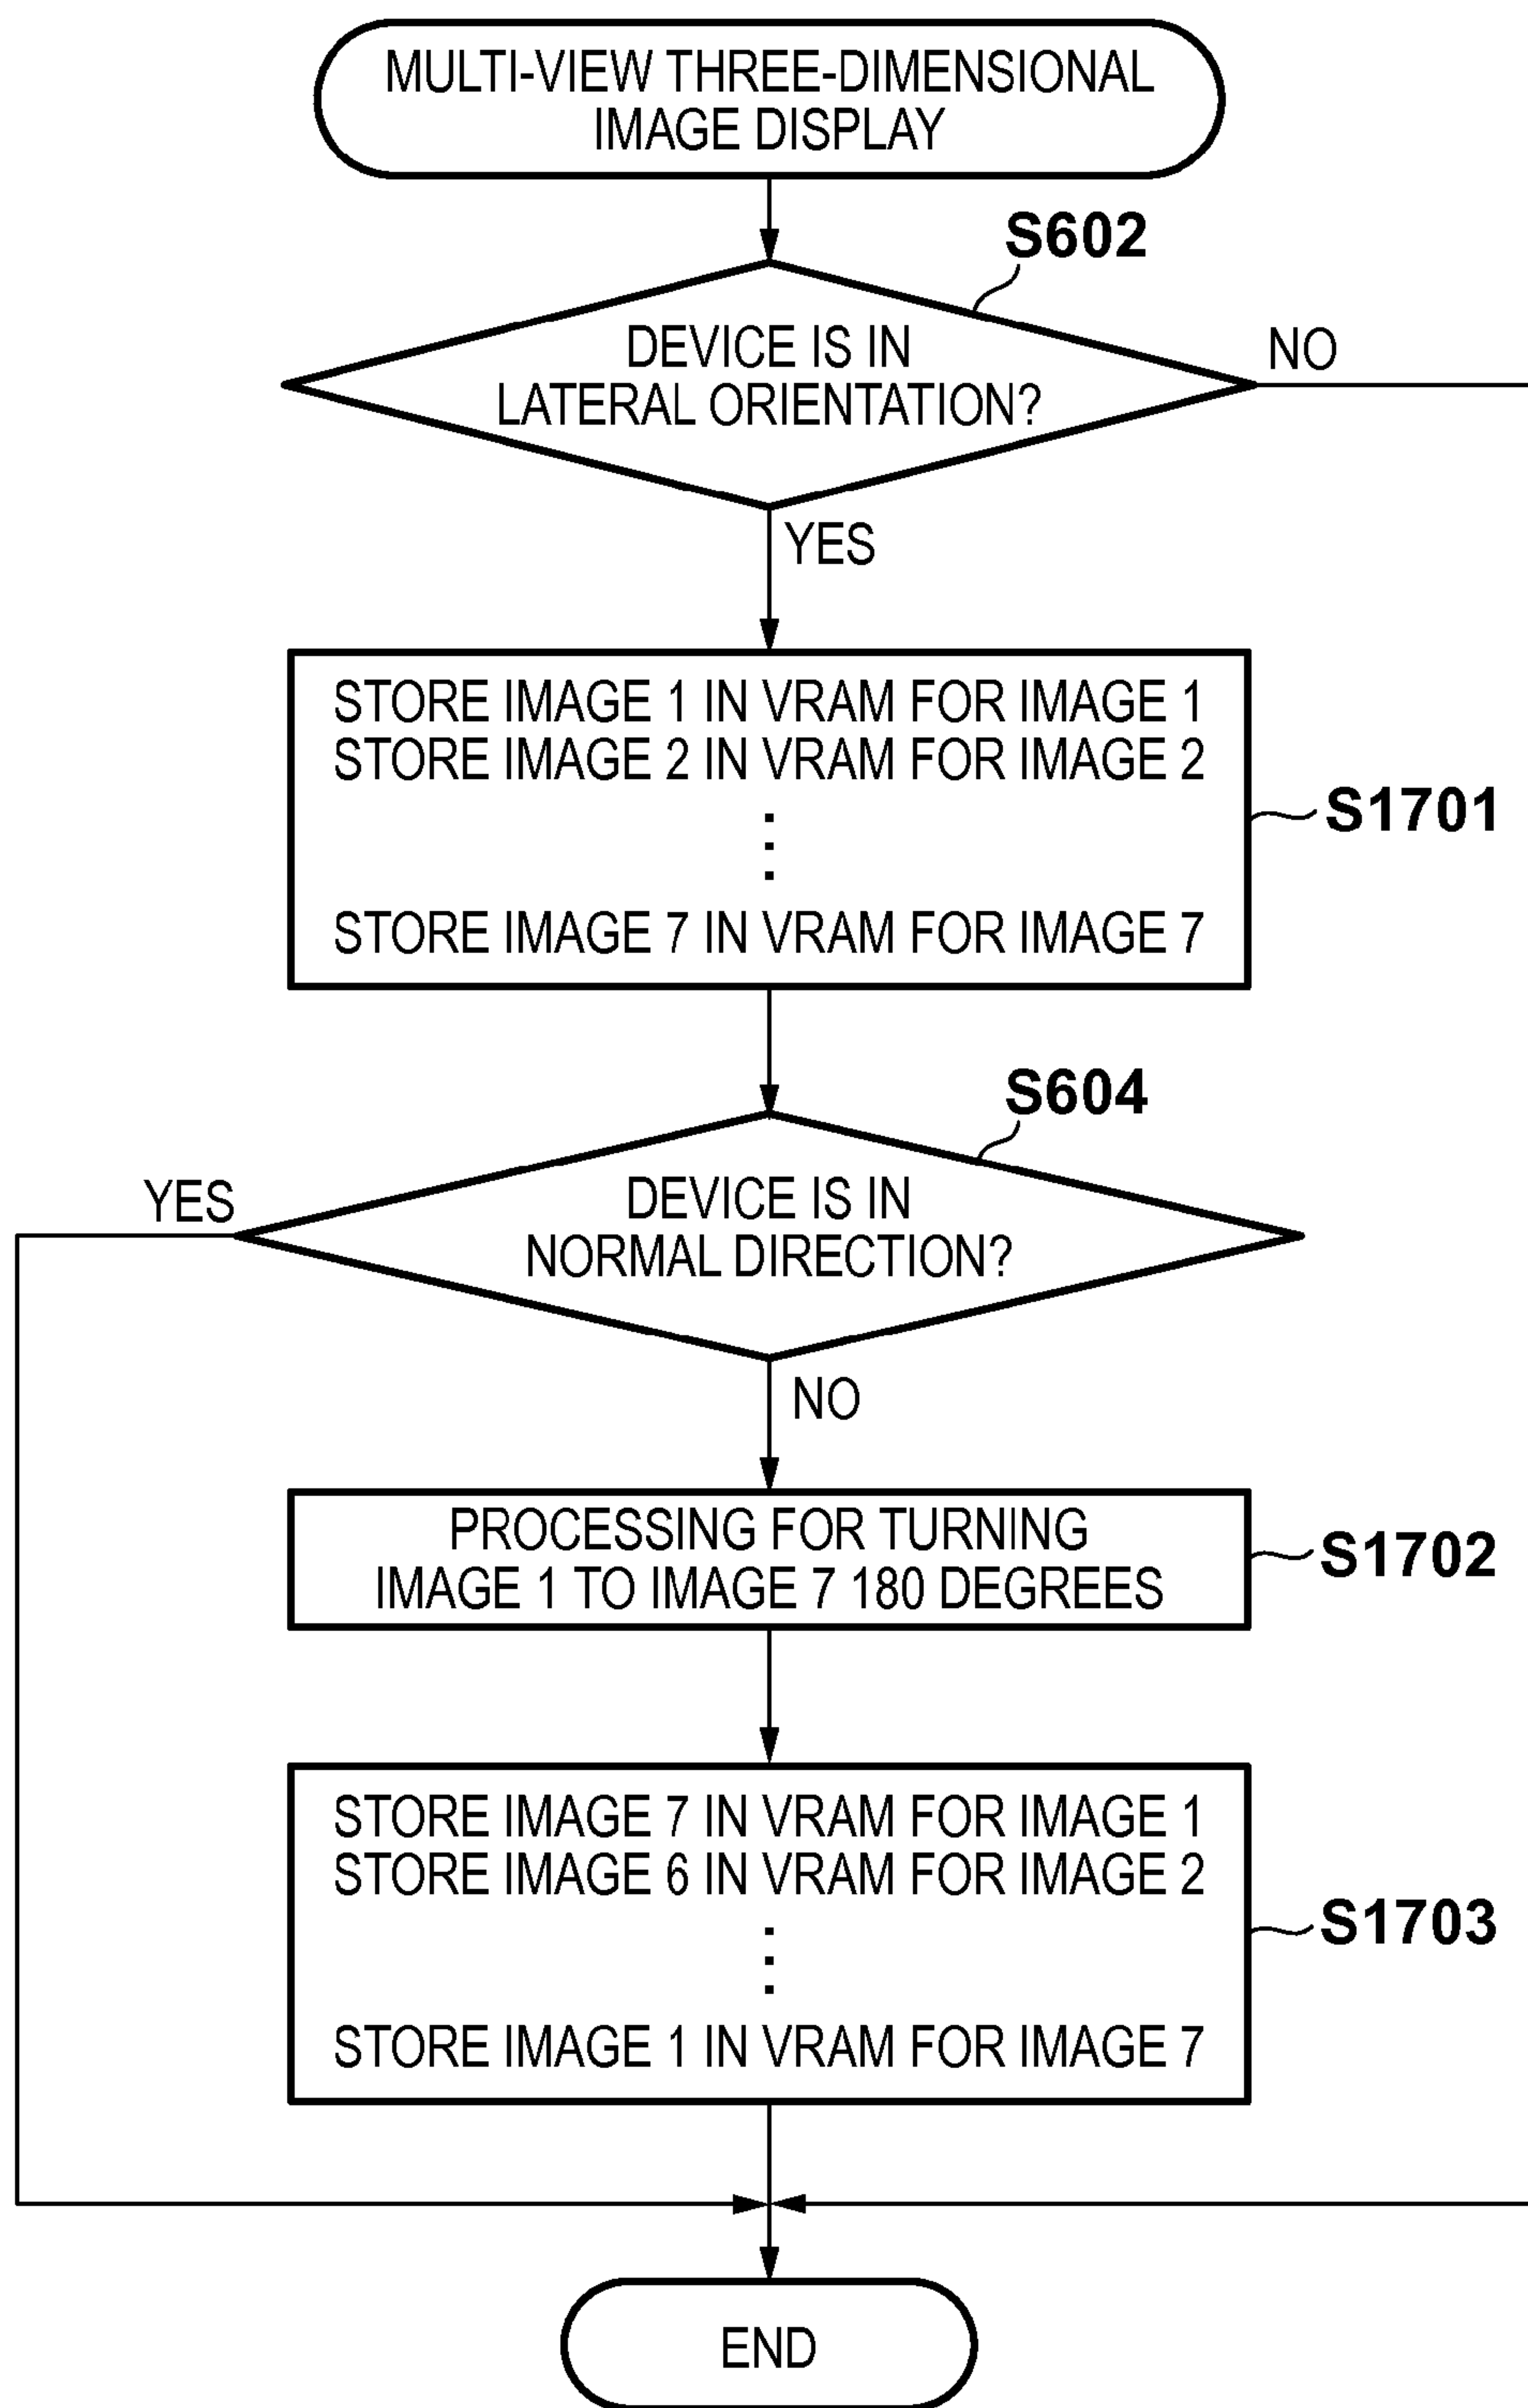 MULTI-VIEW THREE-DIMENSIONAL
IMAGE DISPLAY
S602
DEVICE IS IN
LATERAL ORIENTATION?
NO
YES
STORE IMAGE 1 IN VRAM FOR IMAGE 1
STORE IMAGE 2 IN VRAM FOR IMAGE 2
⋮
STORE IMAGE 7 IN VRAM FOR IMAGE 7
S1701
S604
DEVICE IS IN
NORMAL DIRECTION?
YES
NO
PROCESSING FOR TURNING
IMAGE 1 TO IMAGE 7 180 DEGREES
S1702
STORE IMAGE 7 IN VRAM FOR IMAGE 1
STORE IMAGE 6 IN VRAM FOR IMAGE 2
⋮
STORE IMAGE 1 IN VRAM FOR IMAGE 7
S1703
END